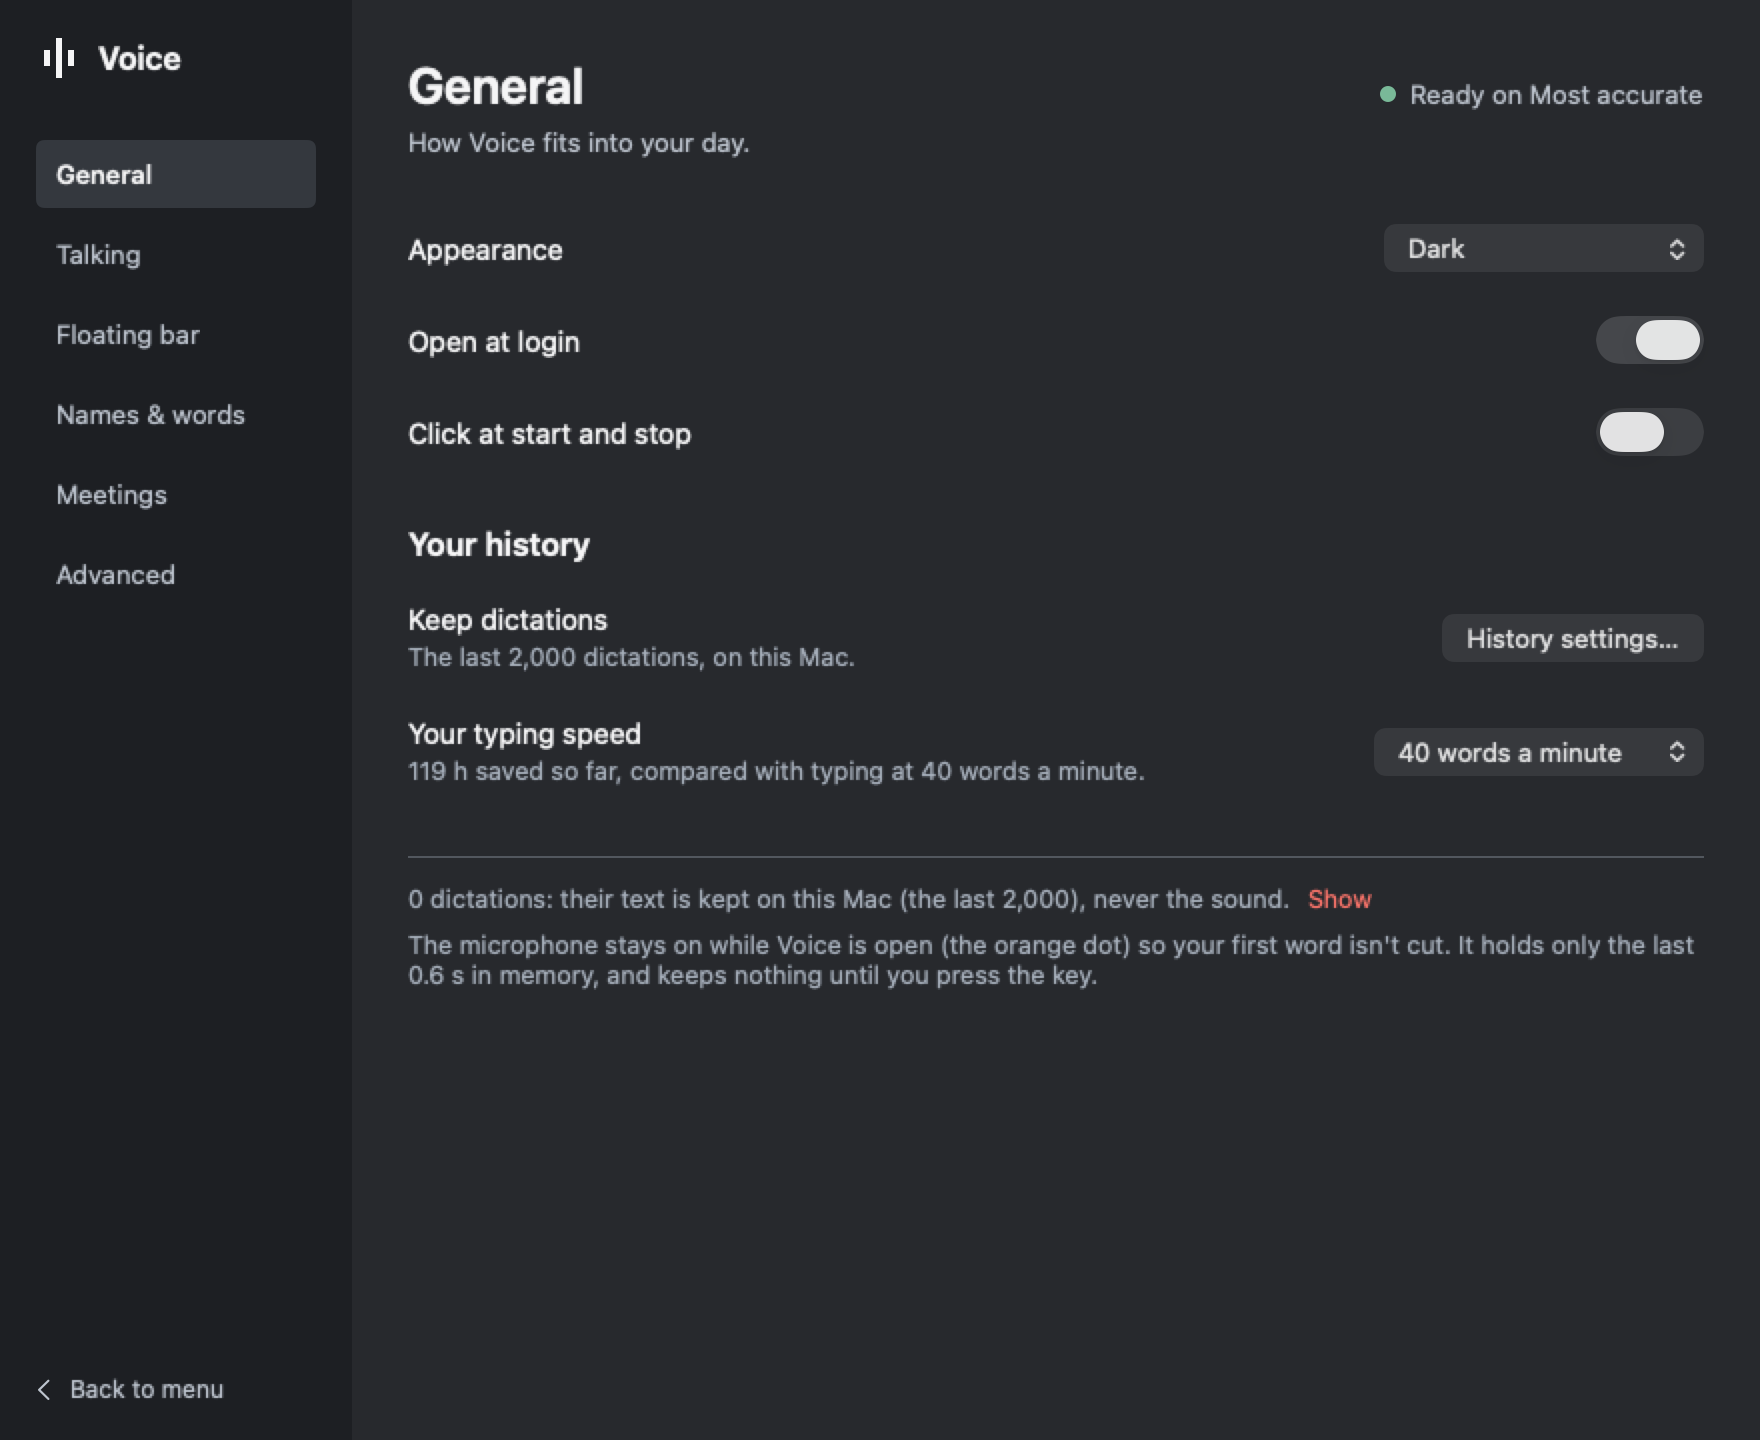 Voice
General
Talking
Floating bar
Names & words
Meetings
Advanced
Back to menu
General
Ready on Most accurate
How Voice fits into your day.
Appearance
Dark
Open at login
Click at start and stop
Your history
Keep dictations
The last 2,000 dictations, on this Mac.
History settings...
Your typing speed
119 h saved so far, compared with typing at 40 words a minute.
40 words a minute
0 dictations: their text is kept on this Mac (the last 2,000), never the sound. Show
The microphone stays on while Voice is open (the orange dot) so your first word isn't cut. It holds only the last
0.6 s in memory, and keeps nothing until you press the key.